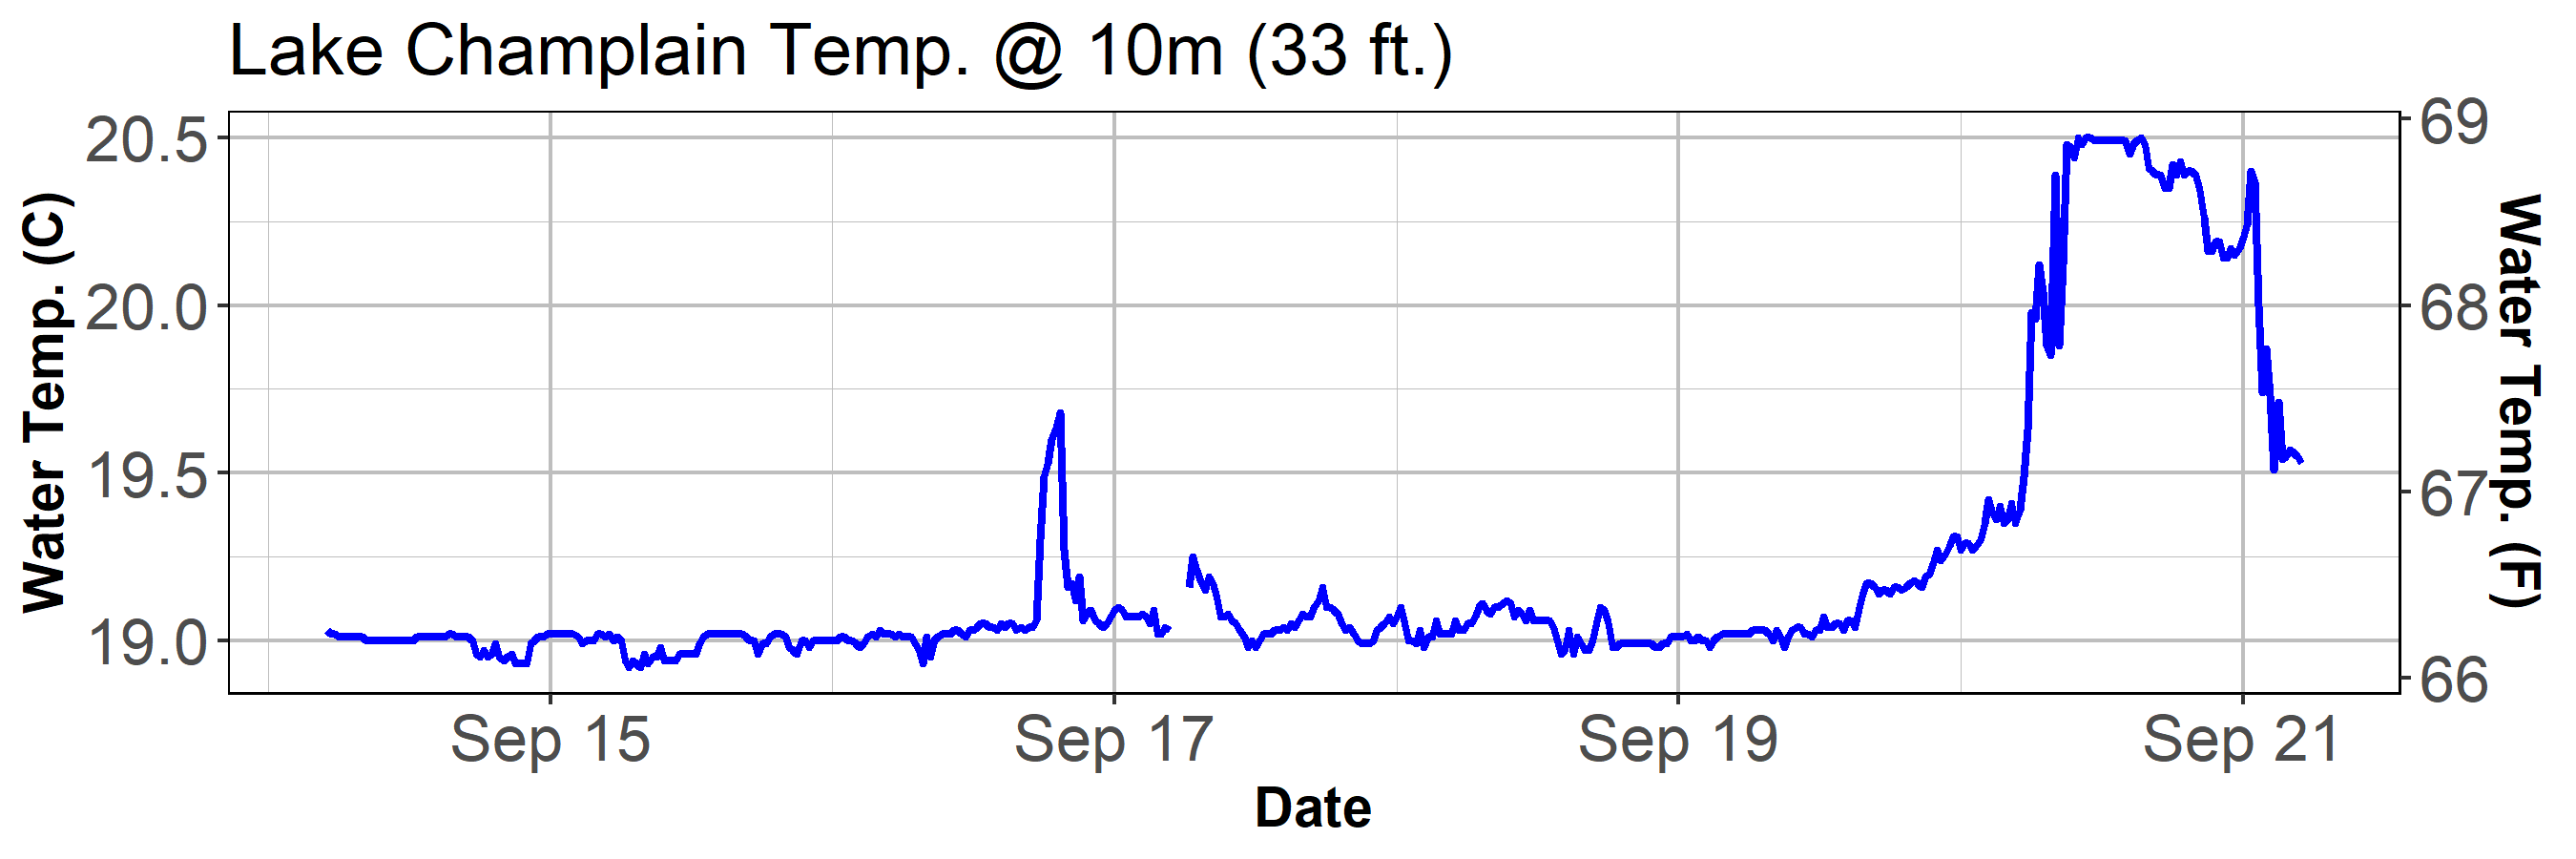 Lake Champlain Temp. @ 10m (33 ft.)
Water Temp. (C)
20.5
20.0
19.5
19.0
69
68
67
66
Water Temp. (F)
Sep 15 Sep 17 Sep 19 Sep 21
Date